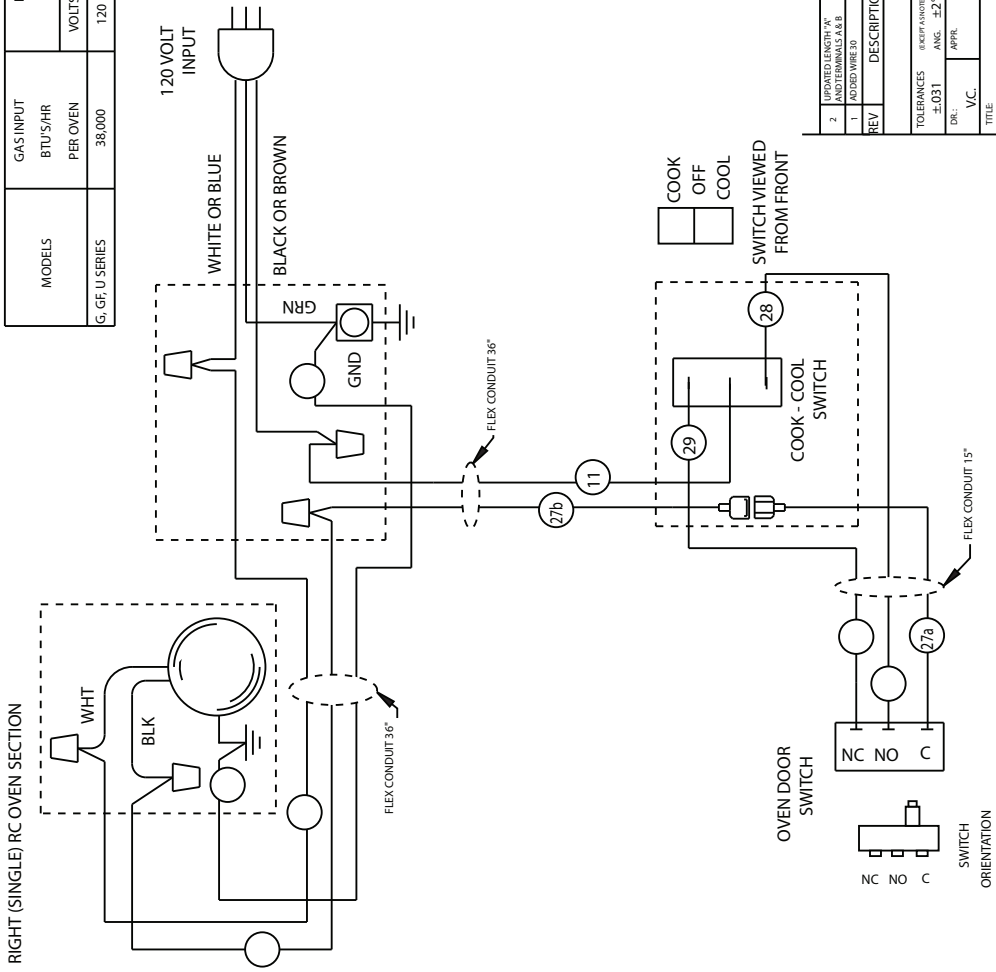 RIGHT (SINGLE) RC OVEN SECTION
WHT
BLK
FLEX CONDUIT 36"
MODELS
GAS INPUT
BTU'S/HR
PER OVEN
VOLTS
G, GF, U SERIES
38,000
120
120 VOLT
INPUT
WHITE OR BLUE
BLACK OR BROWN
GRN
GND
FLEX CONDUIT 36"
11
27b
COOK
OFF
COOL
SWITCH VIEWED
FROM FRONT
28
29
COOK - COOL
SWITCH
FLEX CONDUIT 15"
27a
OVEN DOOR
SWITCH
NC NO C
NC NO C
SWITCH
ORIENTATION
2 UPDATED LENGTH "A"
AND TERMINALS A & B
1 ADDED WIRE 30
REV
TOLERANCES
±.031 ANG. ±2°
DR.: V.C. APPR.
TITLE: